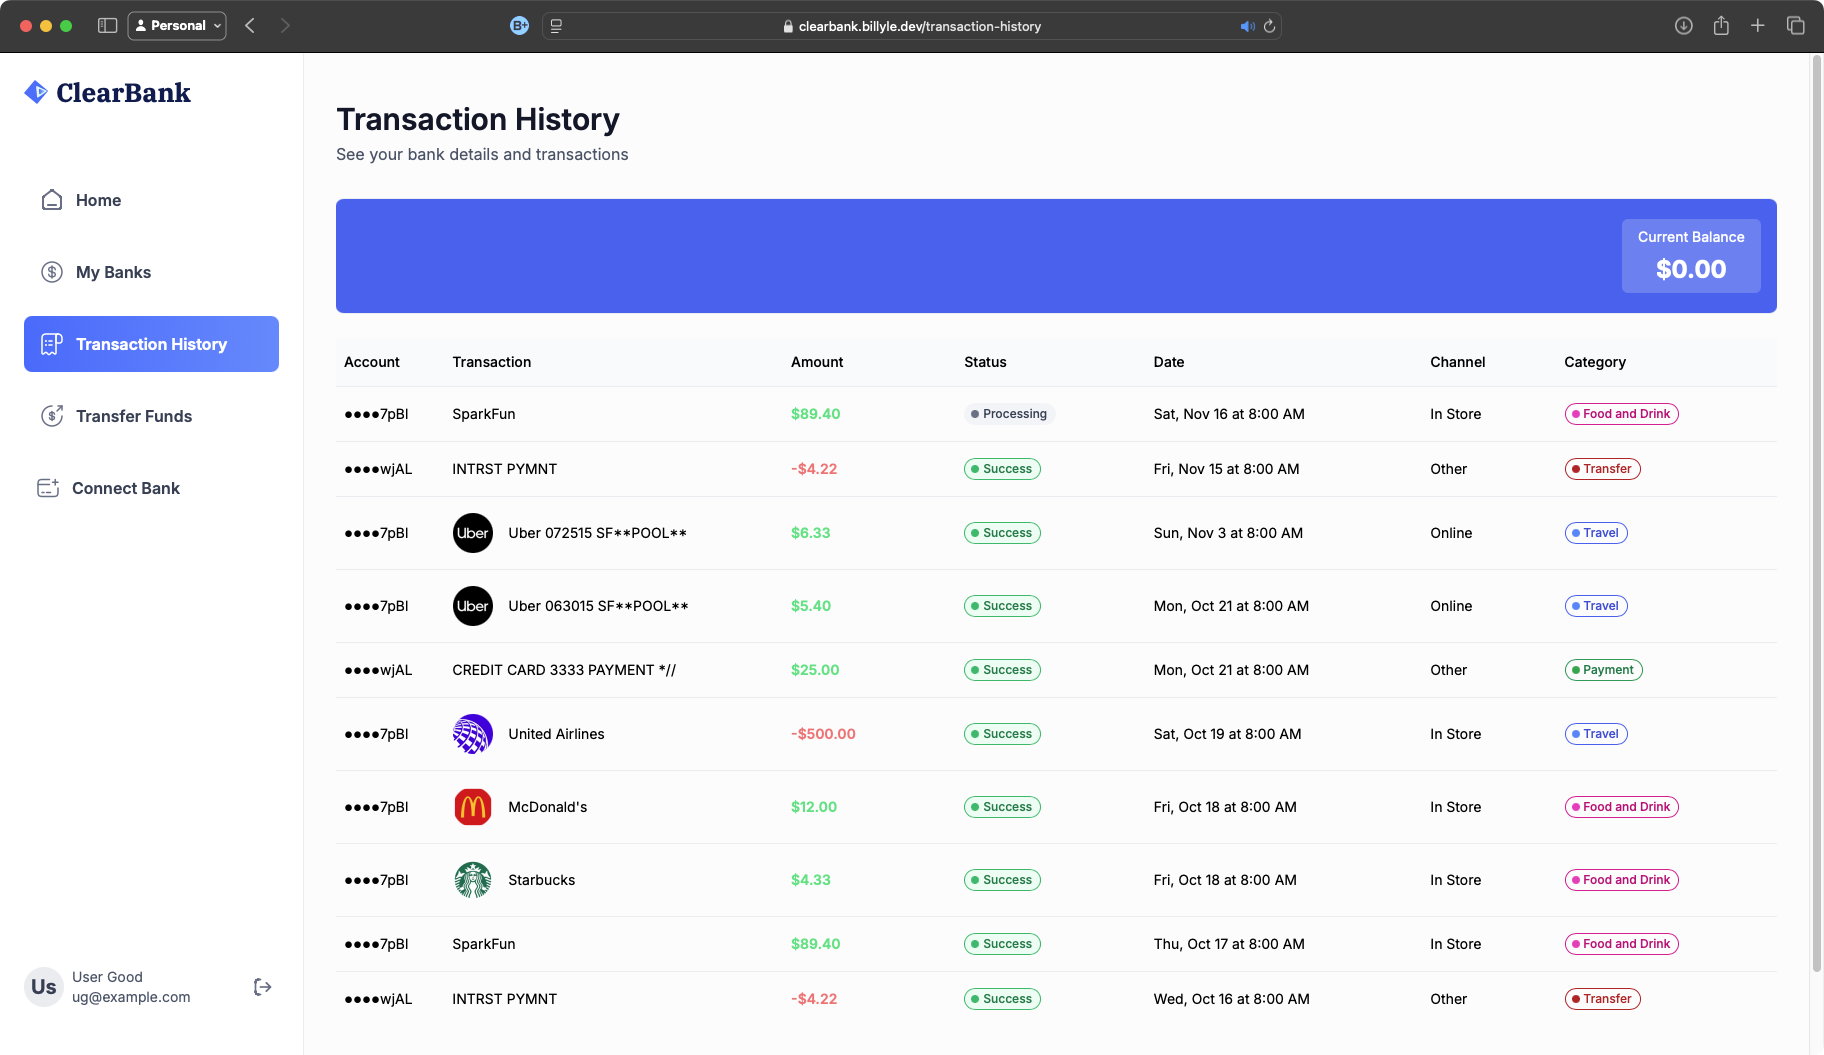 Personal
B+
clearbank.billyle.dev/transaction-history
ClearBank
Home
My Banks
Transaction History
Transfer Funds
Connect Bank
Us
User Good
ug@example.com
Transaction History
See your bank details and transactions
Current Balance
$0.00
Account Transaction Amount Status Date Channel Category
●●●●7pBl SparkFun $89.40 Processing Sat, Nov 16 at 8:00 AM In Store Food and Drink
●●●●wjAL INTRST PYMNT -$4.22 Success Fri, Nov 15 at 8:00 AM Other Transfer
●●●●7pBl Uber Uber 072515 SF**POOL** $6.33 Success Sun, Nov 3 at 8:00 AM Online Travel
●●●●7pBl Uber Uber 063015 SF**POOL** $5.40 Success Mon, Oct 21 at 8:00 AM Online Travel
●●●●wjAL CREDIT CARD 3333 PAYMENT *// $25.00 Success Mon, Oct 21 at 8:00 AM Other Payment
●●●●7pBl United Airlines -$500.00 Success Sat, Oct 19 at 8:00 AM In Store Travel
●●●●7pBl McDonald's $12.00 Success Fri, Oct 18 at 8:00 AM In Store Food and Drink
●●●●7pBl Starbucks $4.33 Success Fri, Oct 18 at 8:00 AM In Store Food and Drink
●●●●7pBl SparkFun $89.40 Success Thu, Oct 17 at 8:00 AM In Store Food and Drink
●●●●wjAL INTRST PYMNT -$4.22 Success Wed, Oct 16 at 8:00 AM Other Transfer